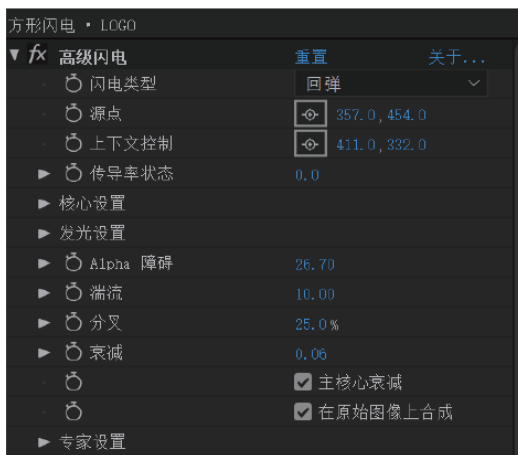 方形闪电 • LOGO
fx 高级闪电 重置 关于...
闪电类型 回弹
源点 357.0,454.0
上下文控制 411.0,332.0
传导率状态 0.0
核心设置
发光设置
Alpha 障碍 26.70
湍流 10.00
分叉 25.0%
衰减 0.06
主核心衰减
在原始图像上合成
专家设置